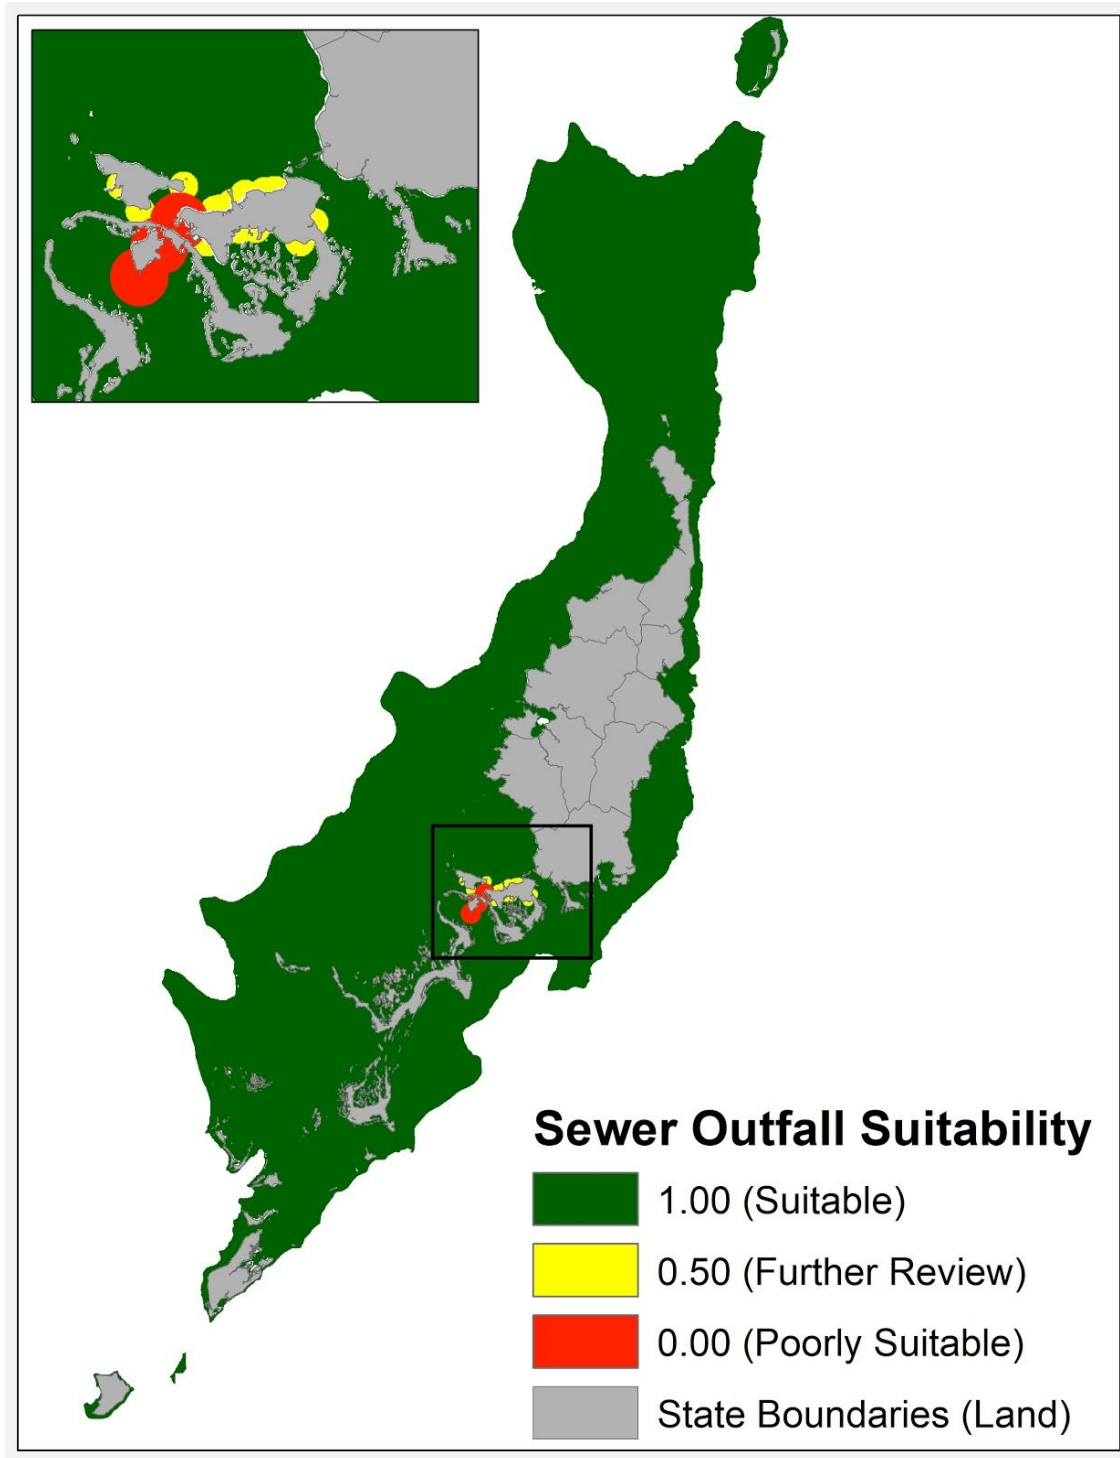 Sewer Outfall Suitability
1.00 (Suitable)
0.50 (Further Review)
0.00 (Poorly Suitable)
State Boundaries (Land)